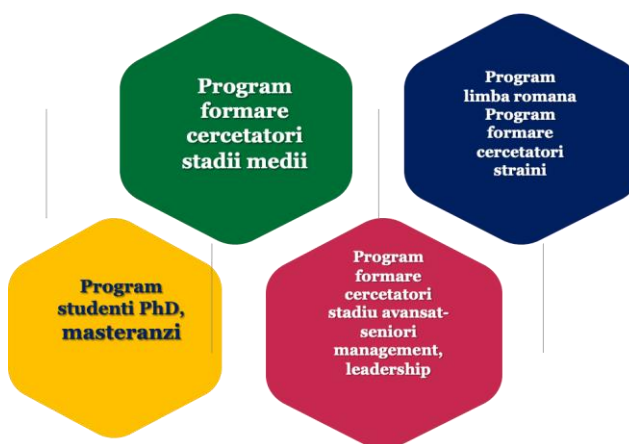 Program
formare
cercetatori
stadii medii
Program
limba romana
Program
formare
cercetatori
straini
Program
studenti PhD,
masteranzi
Program
formare
cercetatori
stadiu avansat-
seniori
management,
leadership